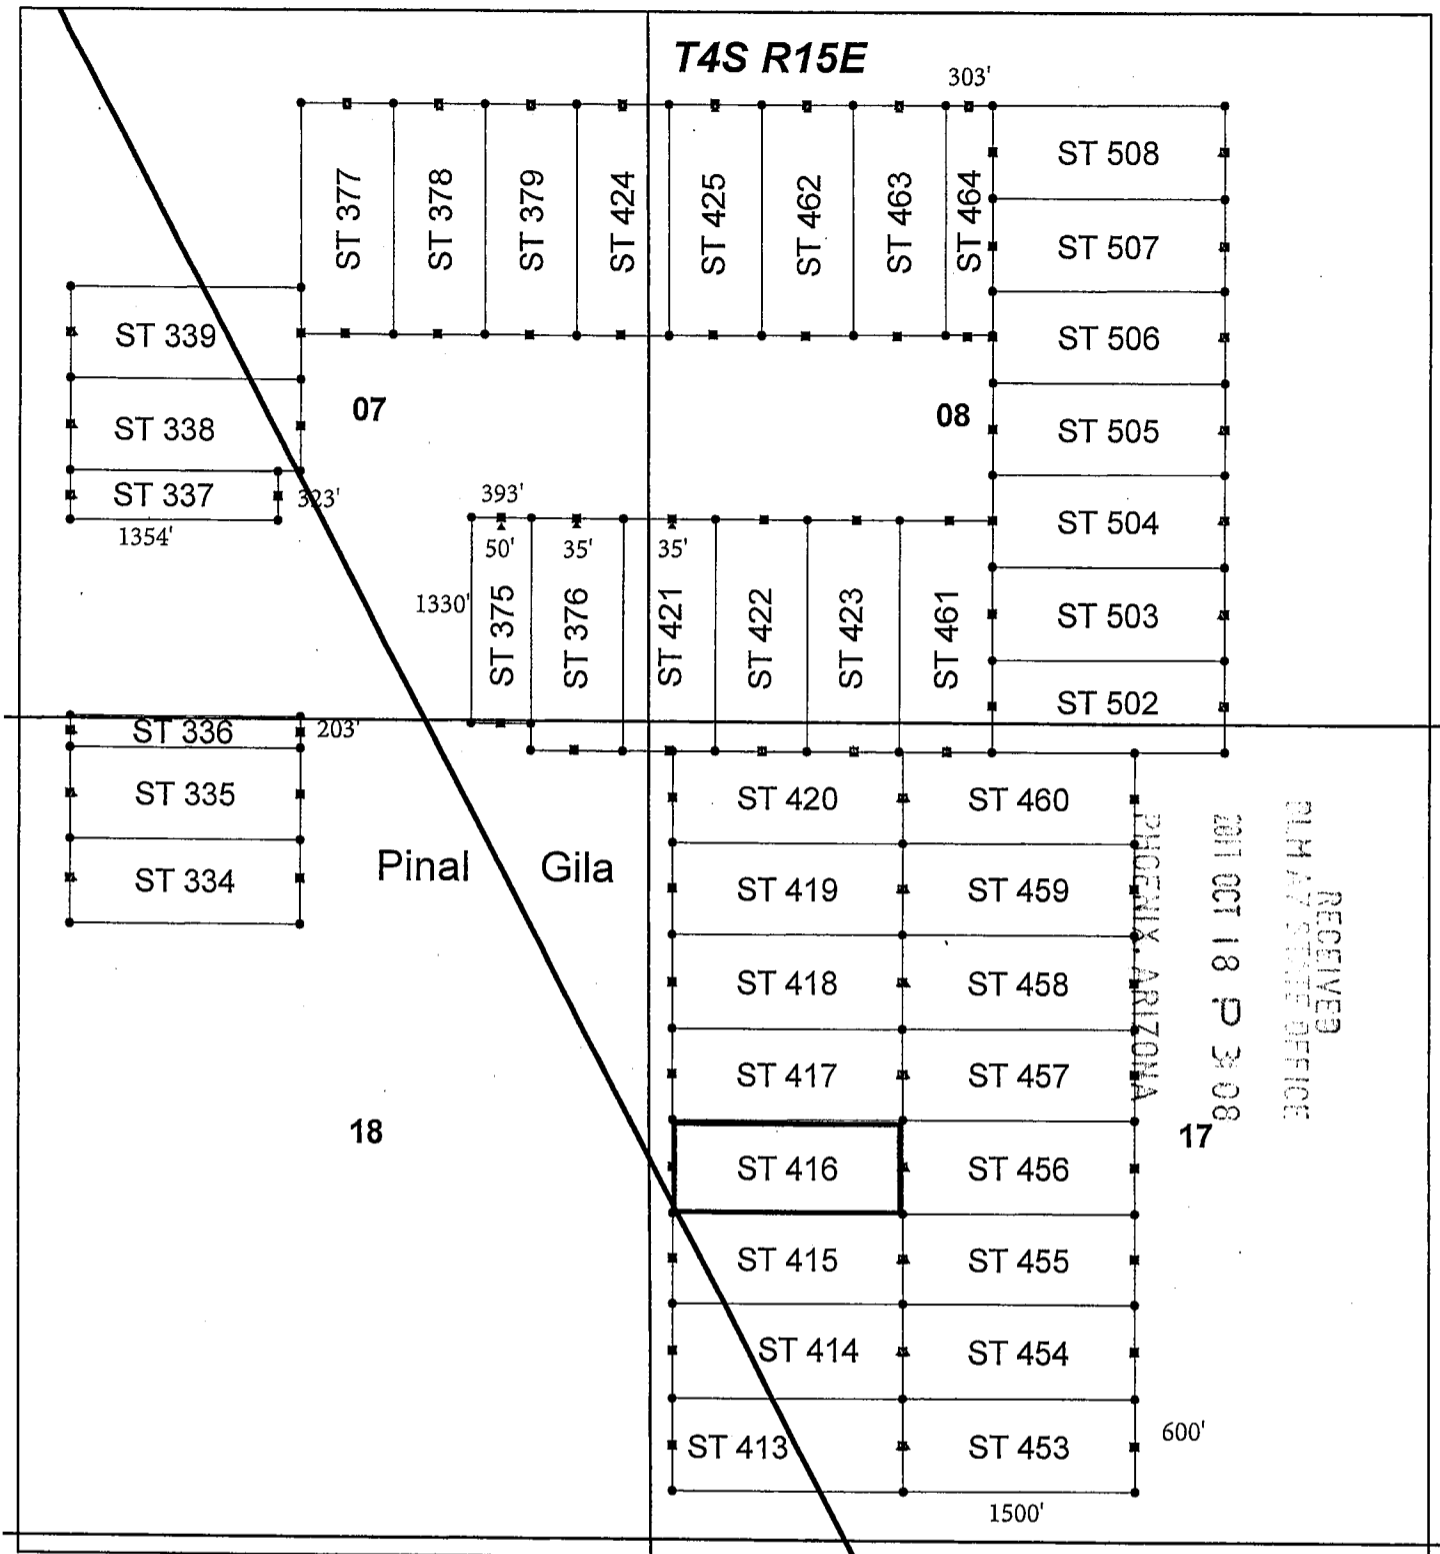 T4S R15E
303'
ST 377
ST 378
ST 379
ST 424
ST 425
ST 462
ST 463
ST 464
ST 508
ST 507
ST 506
ST 505
ST 504
ST 503
ST 502
ST 339
ST 338
ST 337
323'
1354'
07
08
393'
50'
35'
35'
1330'
ST 375
ST 376
ST 421
ST 422
ST 423
ST 461
ST 336
203'
ST 335
ST 334
Pinal
Gila
ST 420
ST 460
ST 419
ST 459
ST 418
ST 458
ST 417
ST 457
ST 416
ST 456
ST 415
ST 455
ST 414
ST 454
ST 413
ST 453
18
17
600'
1500'
RECEIVED
BLM AZ STATE OFFICE
2011 OCT 18 P 3:08
PHOENIX, ARIZONA